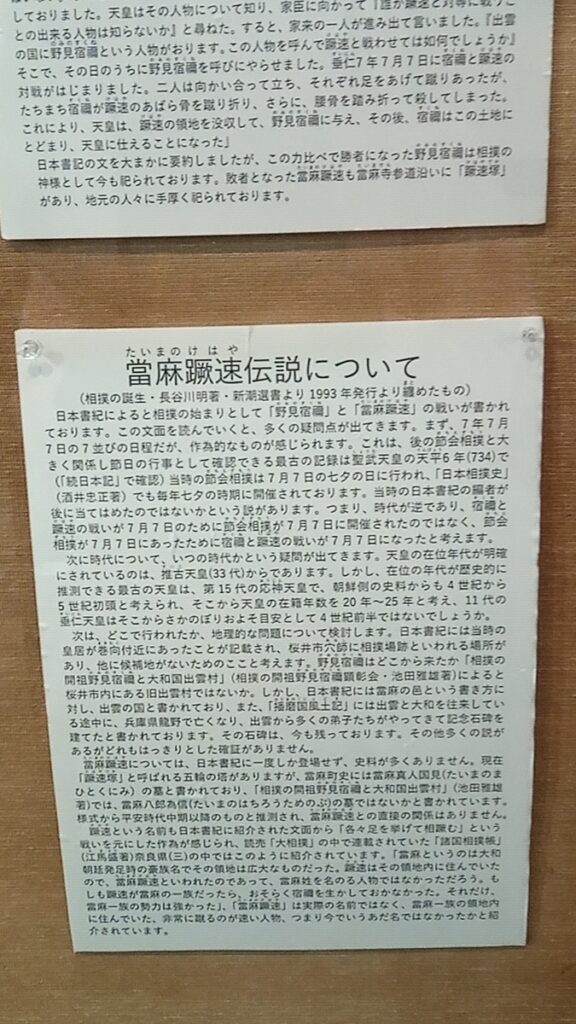 しておりました。天皇はその人物について知り、家臣に向かって『誰か蹶速と対等に戦うこ
との出来る人物は知らないか』と尋ねた。すると、家来の一人が進み出て言いました。『出雲
の国に野見宿禰という人物がおります。この人物を呼んで蹶速と戦わせては如何でしょうか』
そこで、その日のうちに野見宿禰を呼びにやらせました。垂仁7年7月7日に宿禰と蹶速の
対戦がはじまりました。二人は向かい合って立ち、それぞれ足をあげて蹴りあったが、
たちまち宿禰が蹶速のあばら骨を蹴り折り、さらに、腰骨を踏み折って殺してしまった。
これにより、天皇は、蹶速の領地を没収して、野見宿禰に与え、その後、宿禰はこの土地に
とどまり、天皇に仕えることになった」
日本書記の文を大まかに要約しましたが、この力比べで勝者になった野見宿禰は相撲の
神様として今も祀られております。敗者となった當麻蹶速も當麻寺参道沿いに「蹶速塚」
があり、地元の人々に手厚く祀られております。
たいまのけはや
當麻蹶速伝説について
(相撲の誕生・長谷川明著・新潮選書より1993年発行より纏めたもの)
日本書紀によると相撲の始まりとして「野見宿禰」と「當麻蹶速」の戦いが書かれ
ております。この文面を読んでいくと、多くの疑問点が出てきます。まず、7年7月
7日の7並びの日程だが、作為的なものが感じられます。これは、後の節会相撲と大
きく関係し節日の行事として確認できる最古の記録は聖武天皇の天平6年(734)で
(「続日本記」で確認)当時の節会相撲は7月7日の七夕の日に行われ、「日本相撲史」
(酒井忠正著)でも毎年七夕の時期に開催されております。当時の日本書紀の編者が
後に当てはめたのではないかという説があります。つまり、時代が逆であり、宿禰と
蹶速の戦いが7月7日のために節会相撲が7月7日に開催されたのではなく、節会
相撲が7月7日にあったために宿禰と蹶速の戦いが7月7日になったと考えます。
次に時代について、いつの時代かという疑問が出てきます。天皇の在位年代が明確
にされているのは、推古天皇(33代)からであります。しかし、在位の年代が歴史的に
推測できる最古の天皇は、第15代の応神天皇で、朝鮮側の史料からも4世紀から
5世紀初頭と考えられ、そこから天皇の在籍年数を20年~25年と考え、11代の
垂仁天皇はそこからさかのぼりおよそ目安として4世紀前半ではないでしょうか。
次は、どこで行われたか、地理的な問題について検討します。日本書紀には当時の
皇居が巻向付近にあったことが記載され、桜井市穴師に相撲場跡といわれる場所が
あり、他に候補地がないためのここと考えます。野見宿禰はどこから来たか「相撲の
開祖野見宿禰と大和国出雲村」(相撲の開祖野見宿禰顕彰会・池田雅雄著)によると
桜井市内にある旧出雲村ではないか。しかし、日本書紀には當麻の邑という書き方に
対し、出雲の国と書かれており、また、「播磨国風土記」には出雲と大和を往来している
途中に、兵庫県龍野で亡くなり、出雲から多くの弟子たちがやってきて記念石碑を
建てたと書かれております。その石碑は、今も残っております。その他多くの説が
あるがどれもはっきりとした確証がありません。
當麻蹶速については、日本書紀に一度しか登場せず、史料が多くありません。現在
「蹶速塚」と呼ばれる五輪の塔がありますが、當麻町史には當麻真人国見(たいまのま
ひとくにみ)の墓と書かれており、「相撲の開祖野見宿禰と大和国出雲村」(池田雅雄
著)では、當麻八郎為信(たいまのはちろうためのぶ)の墓ではないかと書かれています。
様式から平安時代中期以降のものと推測され、當麻蹶速との直接の関係はありません。
蹶速という名前も日本書紀に紹介された文面から「各々足を挙げて相蹶む」という
戦いを元にした作為が感じられ、読売「大相撲」の中で連載されていた「諸国相撲帳」
(江馬盛著)奈良県(三)の中ではこのように紹介されています。「當麻というのは大和
朝廷発足時の豪族名でその領地は広大なものだった。蹶速はその領地内に住んでいた
ので、當麻蹶速といわれたのであって、當麻姓を名のる人物ではなかっただろう。も
しも蹶速が當麻の一族だったら、おそらく宿禰を生かしておかなかった。それだけ、
當麻一族の勢力は強かった」、「當麻蹶速」は実際の名前ではなく、當麻一族の領地内
に住んでいた、非常に蹴るのが速い人物、つまり今でいうあだ名ではなかったかと紹
介されています。